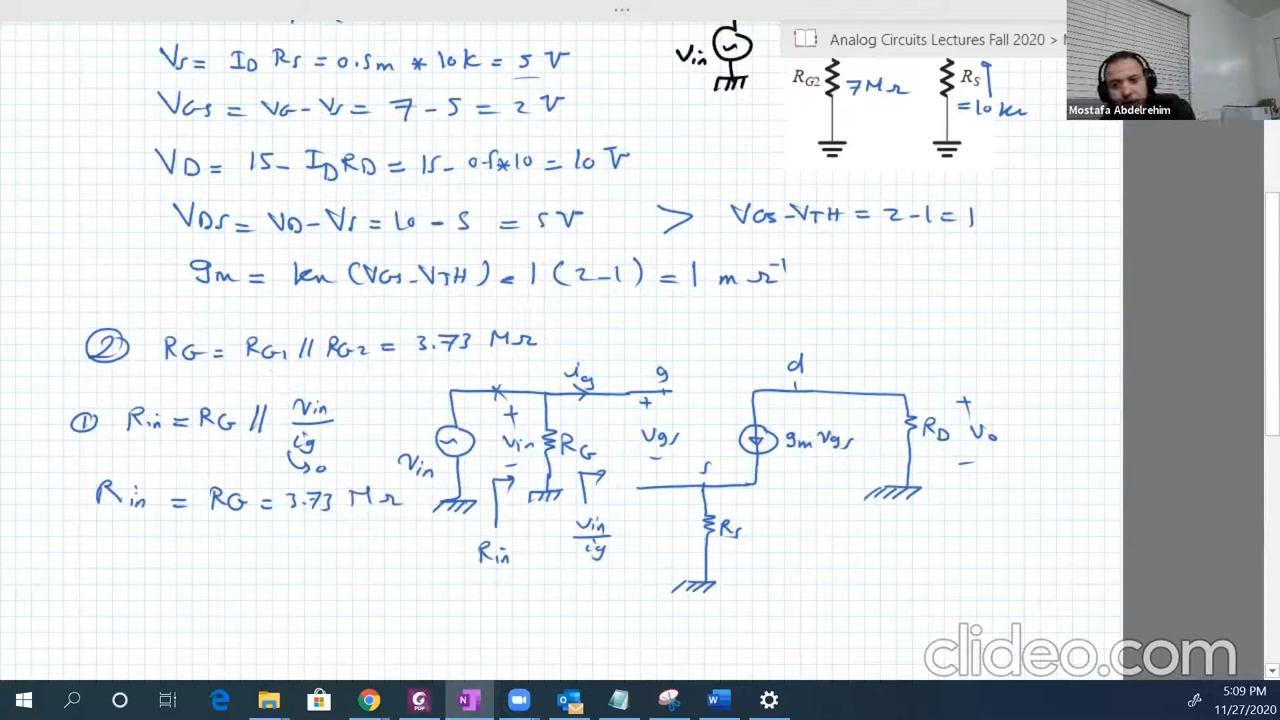 Vs = ID Rs = 0.5m * 10k = 5 V
VGS = VG - Vs = 7 - 5 = 2 V
VD = 15 - ID RD = 15 - 0.5*10 = 10 V
VDS = VD - Vs = 10 - 5 = 5 V > VGS - VTH = 2 - 1 = 1
gm = kn (VGS - VTH) = 1 (2-1) = 1 m Ω⁻¹
Vin
Analog Circuits Lectures Fall 2020 >
RG2 7MΩ
RS
= 10 kΩ
Mostafa Abdelrehim
② RG = RG1 // RG2 = 3.73 MΩ
① Rin = RG // Vin/ig
→0
Rin = RG = 3.73 MΩ
ig
g
d
+
Vin
-
Vin
RG
+
Vgs
-
gm Vgs
RD
+
Vo
-
s
Rs
Rin
Vin/ig
clideo.com
5:09 PM
11/27/2020